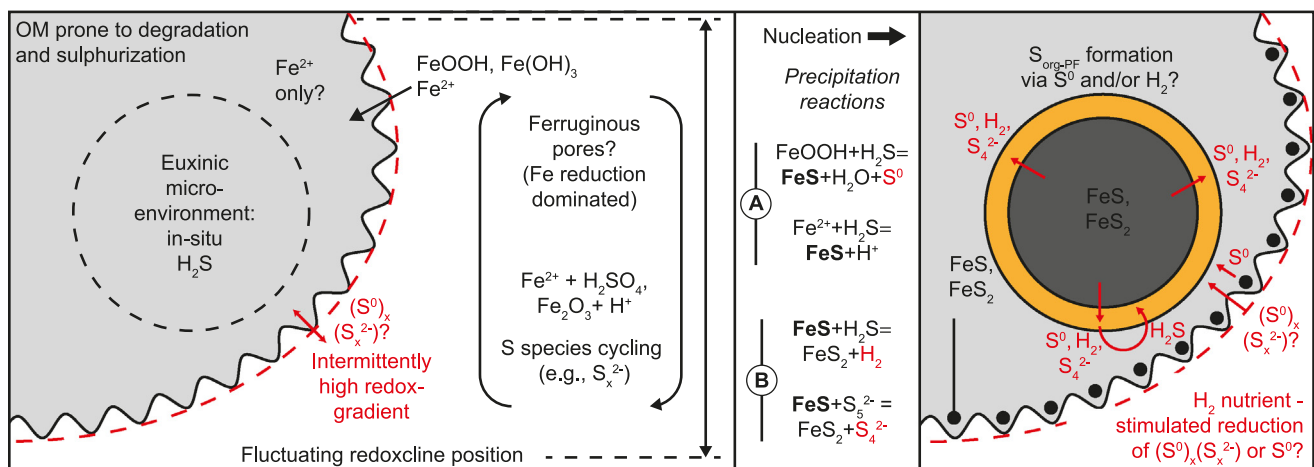 OM prone to degradation
and sulphurization
Fe²⁺
only?
FeOOH, Fe(OH)₃
Fe²⁺
Euxinic
micro-
environment:
in-situ
H₂S
Ferruginous
pores?
(Fe reduction
dominated)
Fe²⁺ + H₂SO₄,
Fe₂O₃ + H⁺
S species cycling
(e.g., Sₓ²⁻)
(S⁰)ₓ
(Sₓ²⁻)?
Intermittently
high redox-
gradient
Fluctuating redoxcline position
Nucleation
Precipitation
reactions
A
FeOOH+H₂S=
FeS+H₂O+S⁰
Fe²⁺+H₂S=
FeS+H⁺
B
FeS+H₂S=
FeS₂+H₂
FeS+S₅²⁻ =
FeS₂+S₄²⁻
S_org-PF formation
via S⁰ and/or H₂?
S⁰, H₂,
S₄²⁻
S⁰, H₂,
S₄²⁻
FeS,
FeS₂
FeS,
FeS₂
S⁰
S⁰, H₂,
S₄²⁻
H₂S
(S⁰)ₓ
(Sₓ²⁻)?
H₂ nutrient -
stimulated reduction
of (S⁰)ₓ(Sₓ²⁻) or S⁰?